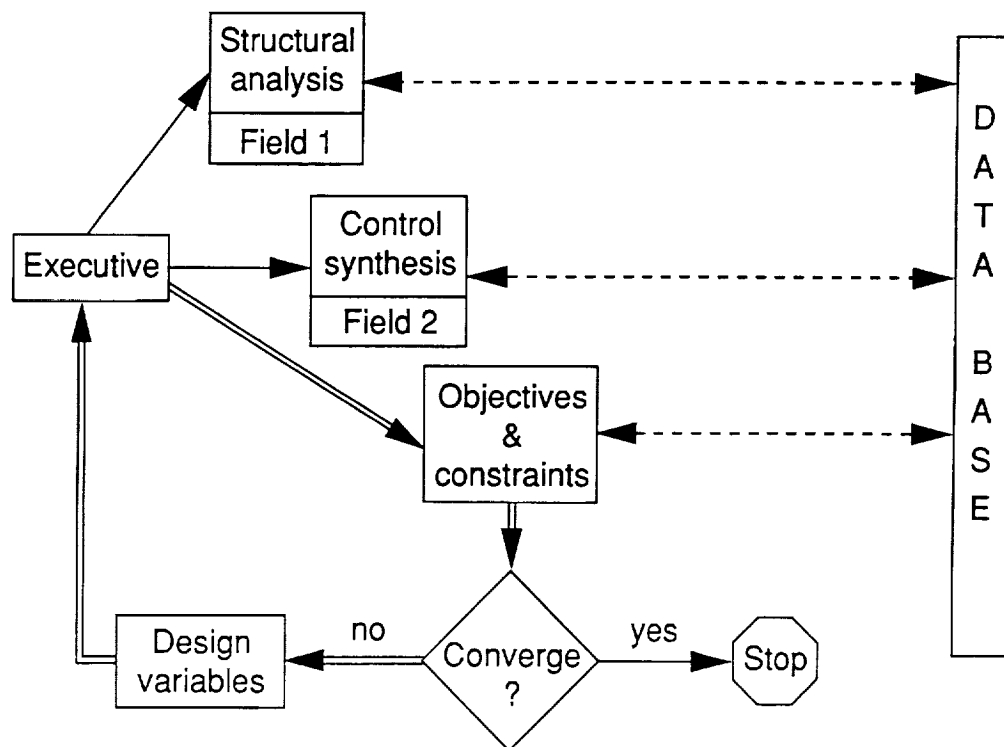 Structural
analysis
Field 1
Executive
Control
synthesis
Field 2
Objectives
&
constraints
D
A
T
A
B
A
S
E
no
Converge
?
yes
Stop
Design
variables